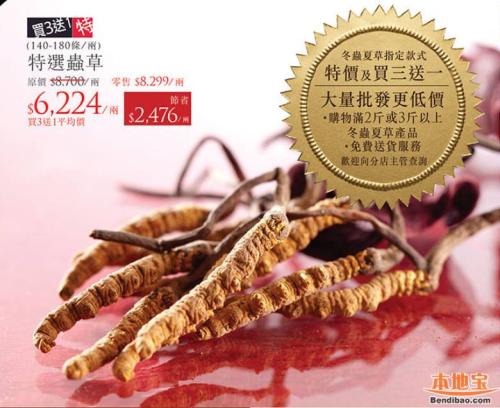 買3送1 特
(140-180條/兩)
特選蟲草
原價 $8.700/兩 零售 $8.299/兩
$6,224/兩
買3送1平均價
節省
$2,476/兩
冬蟲夏草指定款式
特價及買三送一
大量批發更低價
•購物滿2斤或3斤以上
冬蟲夏草產品
•免費送貨服務
歡迎向分店主管查詢
本地宝
Bendibao.com